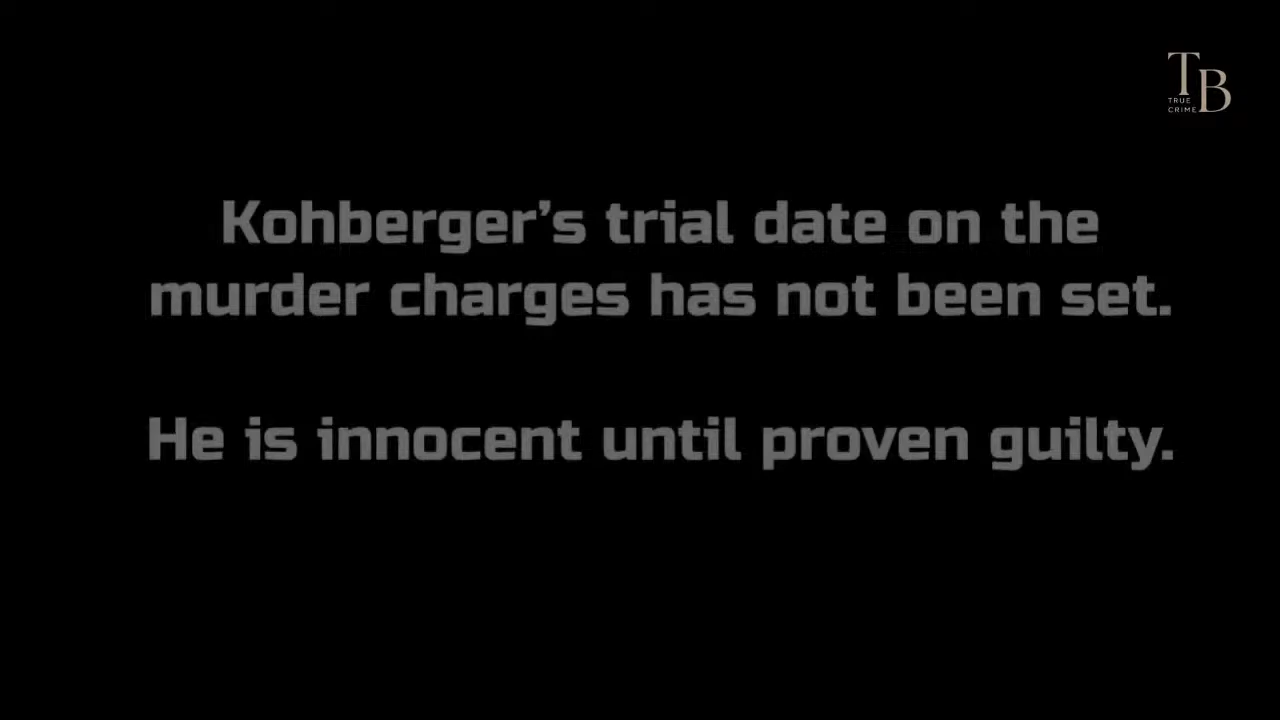 TB
TRUE
CRIME
Kohberger’s trial date on the
murder charges has not been set.
He is innocent until proven guilty.